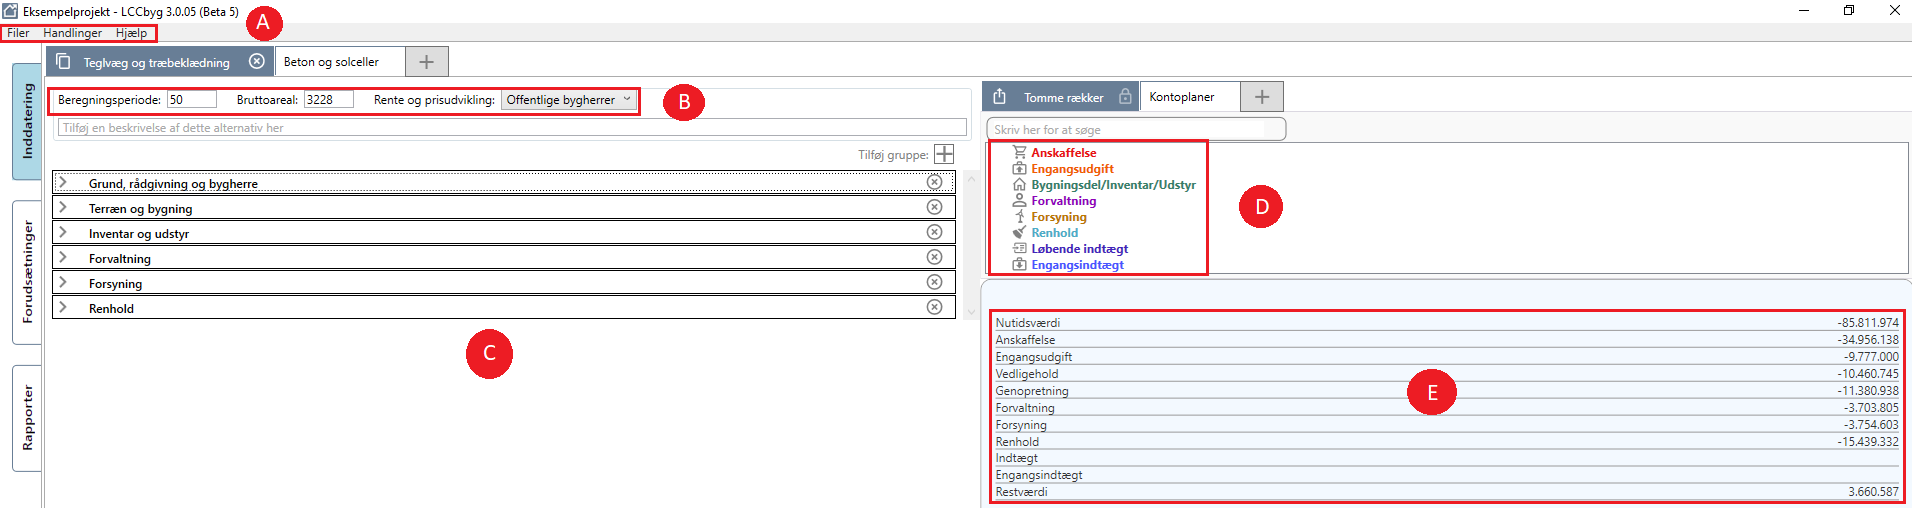 Eksempelprojekt - LCCbyg 3.0.05 (Beta 5)
A
Filer Handlinger Hjælp
Teglvæg og træbeklædning Beton og solceller
Inddatering
Forudsætninger
Rapporter
Beregningsperiode: 50 Bruttoareal: 3228 Rente og prisudvikling: Offentlige bygherrer
B
Tilføj en beskrivelse af dette alternativ her
Tilføj gruppe:
Grund, rådgivning og bygherre
Terræn og bygning
Inventar og udstyr
Forvaltning
Forsyning
Renhold
C
Tomme rækker Kontoplaner
Skriv her for at søge
Anskaffelse
Engangsudgift
Bygningsdel/Inventar/Udstyr
Forvaltning
Forsyning
Renhold
Løbende indtægt
Engangsindtægt
D
Nutidsværdi -85.811.974
Anskaffelse -34.956.138
Engangsudgift -9.777.000
Vedligehold -10.460.745
Genopretning -11.380.938
Forvaltning -3.703.805
Forsyning -3.754.603
Renhold -15.439.332
Indtægt
Engangsindtægt
Restværdi 3.660.587
E